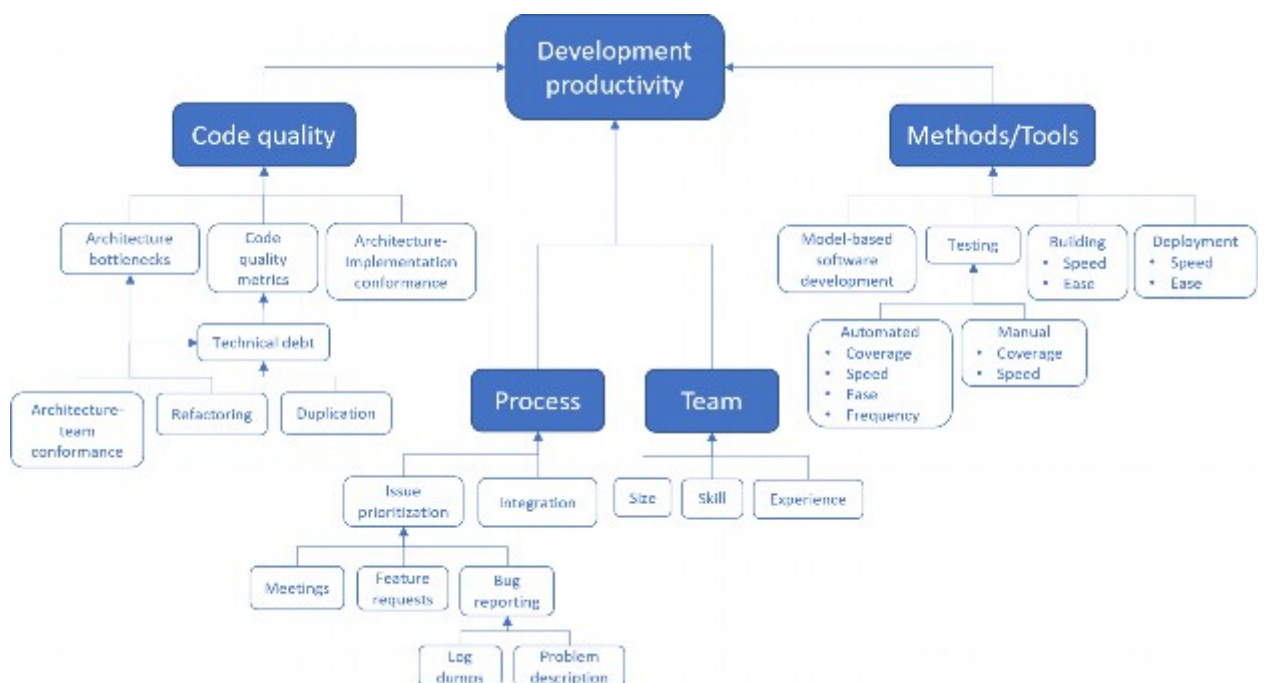 Development
productivity
Code quality
Methods/Tools
Architecture
bottlenecks
Code
quality
metrics
Architecture-
Implementation
conformance
Model-based
software
development
Testing
Building
• Speed
• Ease
Deployment
• Speed
• Ease
Technical debt
Automated
• Coverage
• Speed
• Ease
• Frequency
Manual
• Coverage
• Speed
Architecture-
team
conformance
Refactoring
Duplication
Process
Team
Issue
prioritization
Integration
Size
Skill
Experience
Meetings
Feature
requests
Bug
reporting
Log
dumps
Problem
description